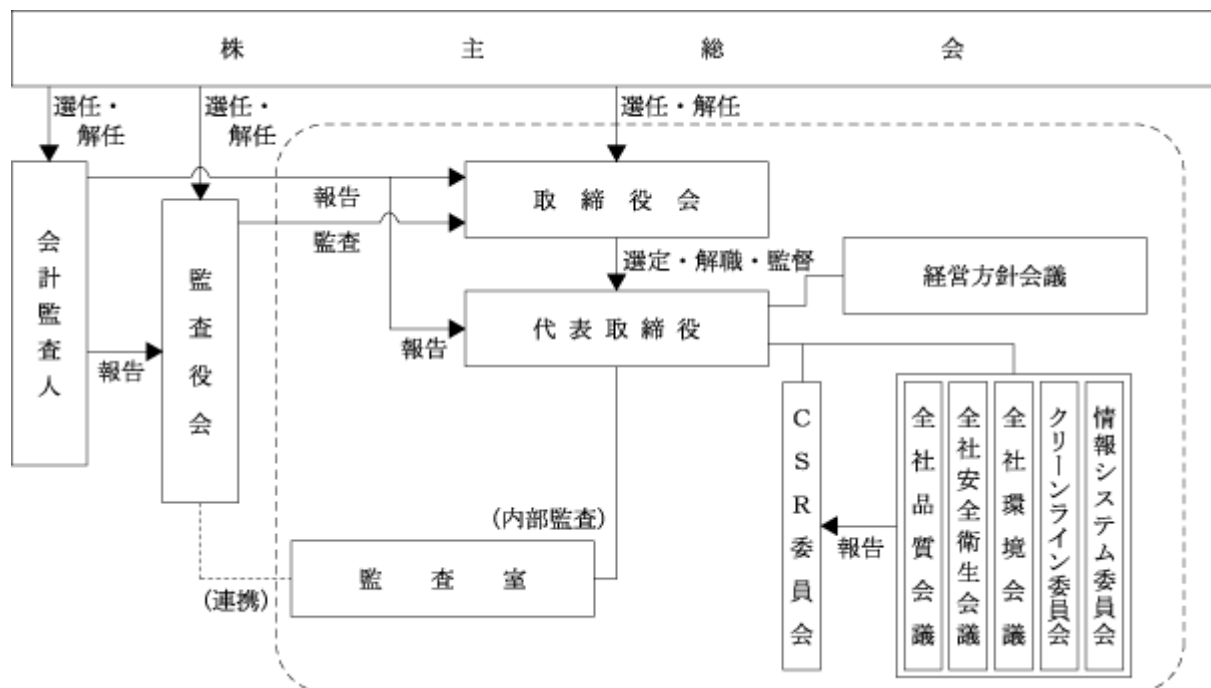 株主総会
選任・
解任
選任・
解任
選任・解任
会計監査人
監査役会
報告
監査
取締役会
選定・解職・監督
代表取締役
経営方針会議
報告
報告
CSR委員会
報告
全社品質会議
全社安全衛生会議
全社環境会議
クリーンライン委員会
情報システム委員会
(内部監査)
監査室
(連携)